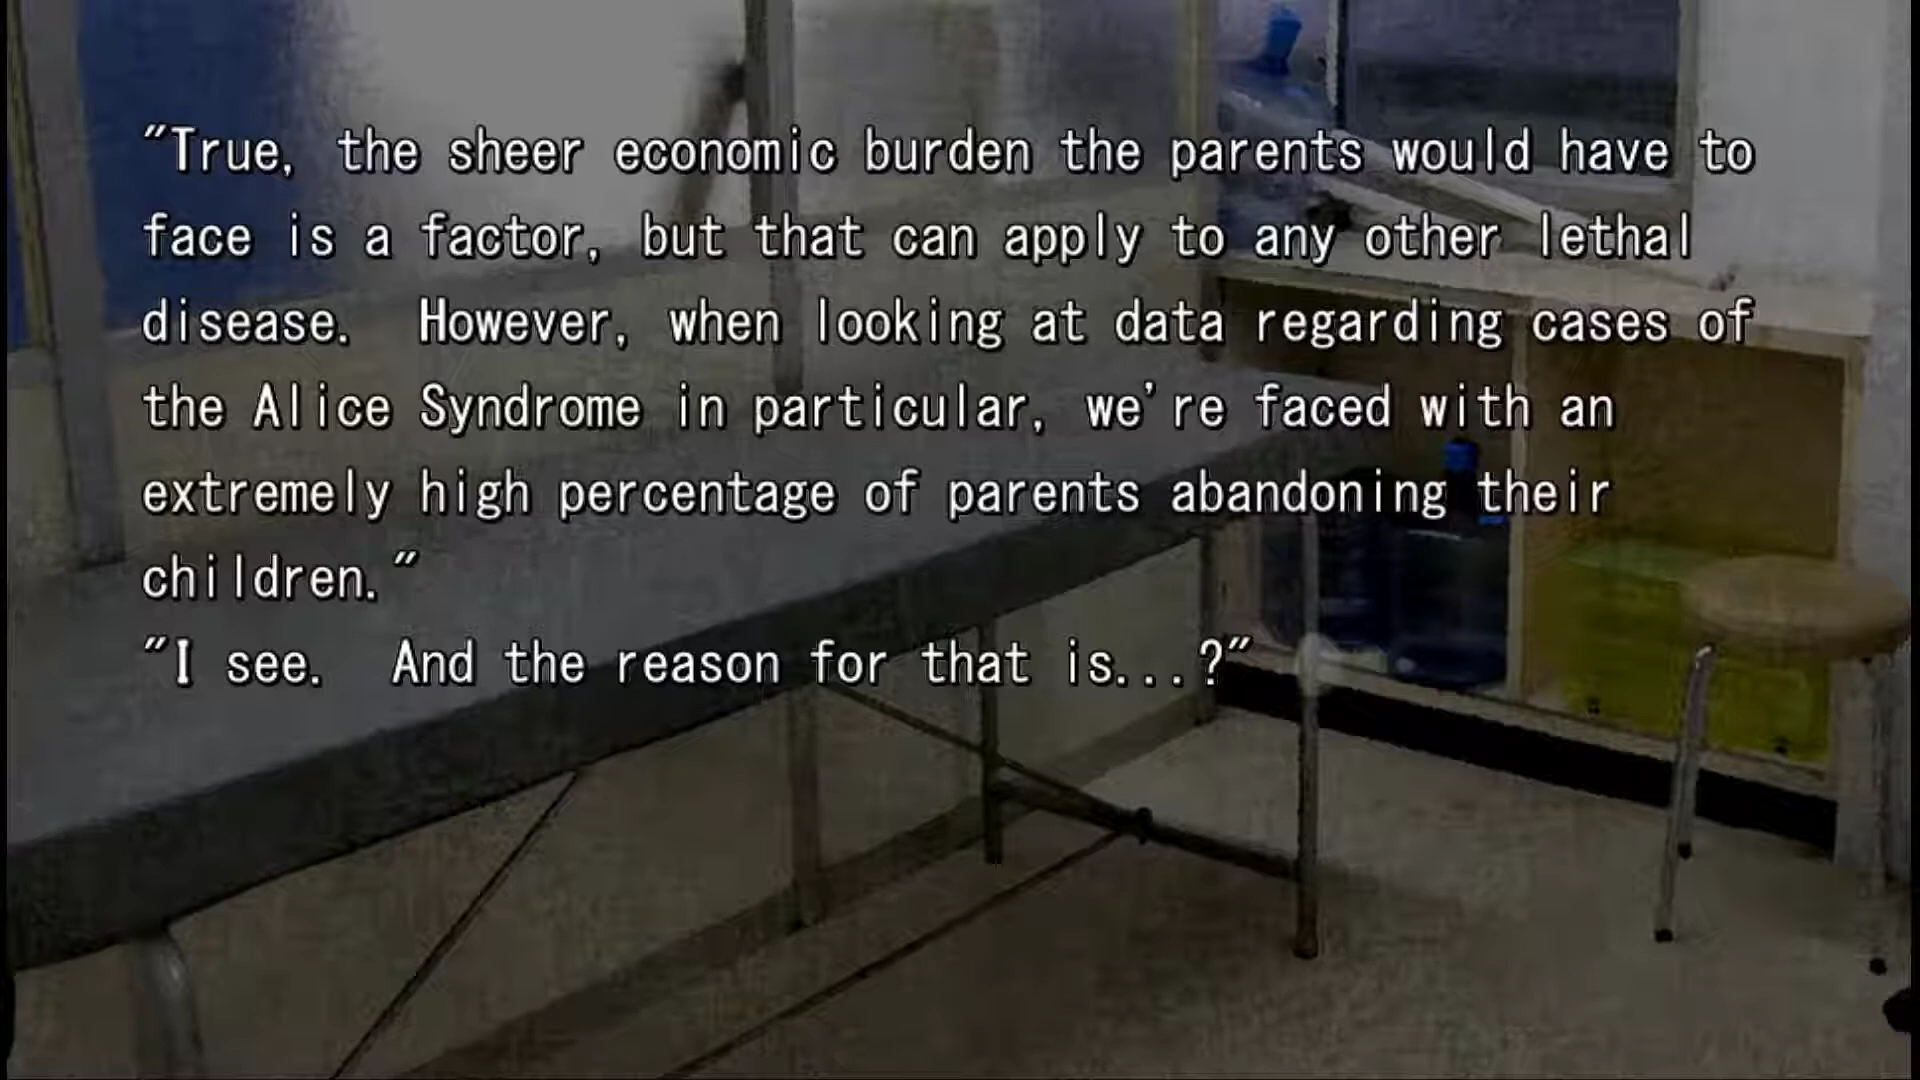 "True, the sheer economic burden the parents would have to
face is a factor, but that can apply to any other lethal
disease.  However, when looking at data regarding cases of
the Alice Syndrome in particular, we're faced with an
extremely high percentage of parents abandoning their
children."
"I see.  And the reason for that is...?"